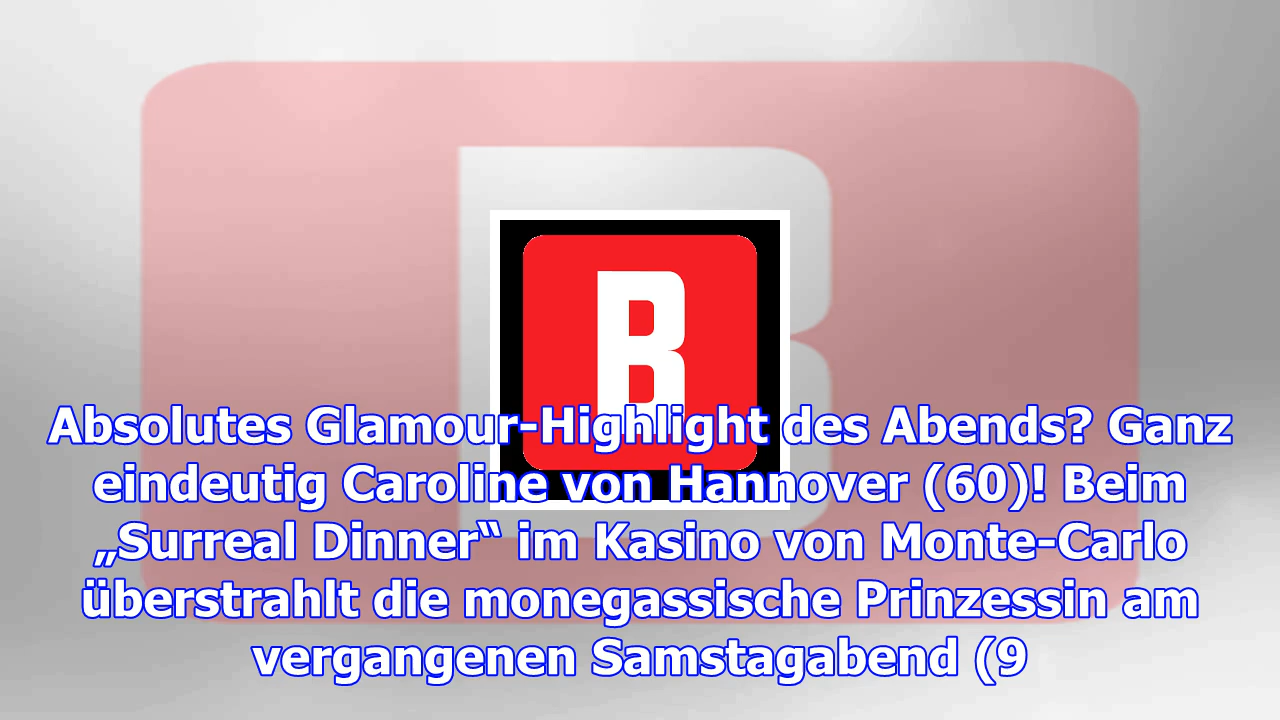 B
Absolutes Glamour-Highlight des Abends? Ganz
eindeutig Caroline von Hannover (60)! Beim
„Surreal Dinner“ im Kasino von Monte-Carlo
überstrahlt die monegassische Prinzessin am
vergangenen Samstagabend (9